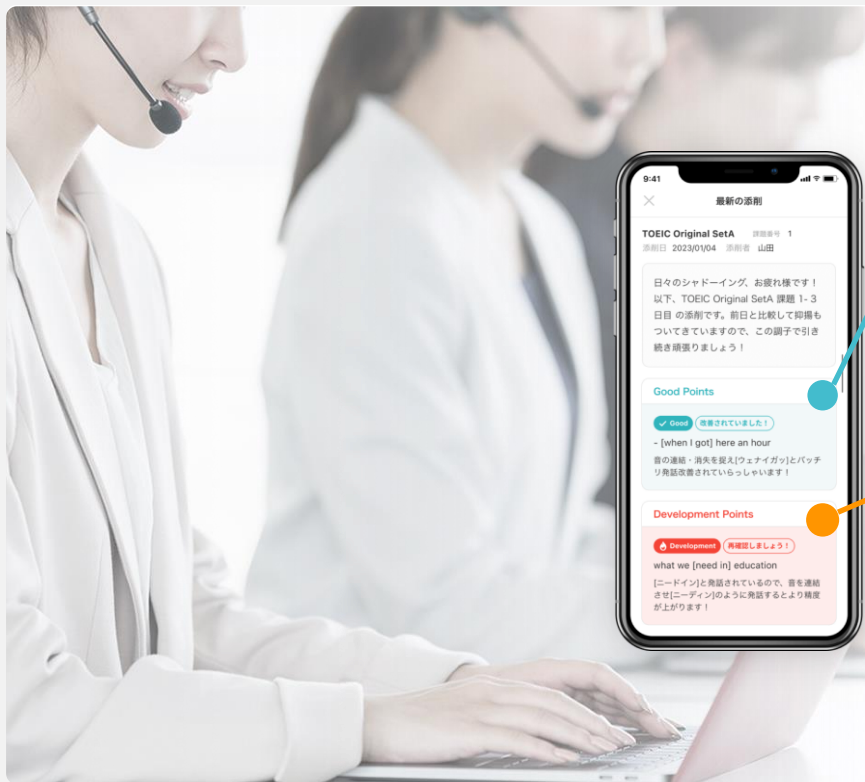 9:41
最新の添削
TOEIC Original SetA 課題番号 1
添削日 2023/01/04 添削者 山田
日々のシャドーイング、お疲れ様です！
以下、TOEIC Original SetA 課題 1- 3
日目 の添削です。前日と比較して抑揚も
ついてきていますので、この調子で引き
続き頑張りましょう！
Good Points
Good 改善されていました！
- [when I got] here an hour
音の連結・消失を捉え[ウェナイガッ]とバッチ
リ発話改善されていらっしゃいます！
Development Points
Development 再確認しましょう！
what we [need in] education
[ニードイン]と発話されているので、音を連結
させ[ニーディン]のように発話するとより精度
が上がります！